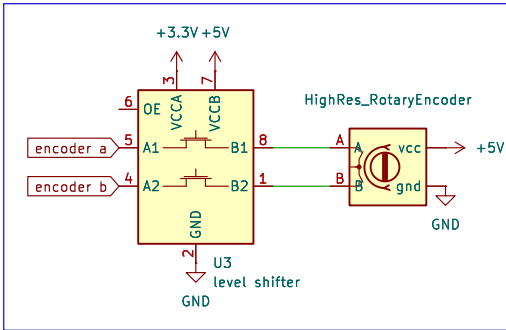 +3.3V +5V
3 7
6 OE VCCA VCCB
HighRes_RotaryEncoder
encoder a 5 A1 B1 8 A A vcc +5V
encoder b 4 A2 B2 1 B B gnd
GND
GND
2
U3
level shifter
GND